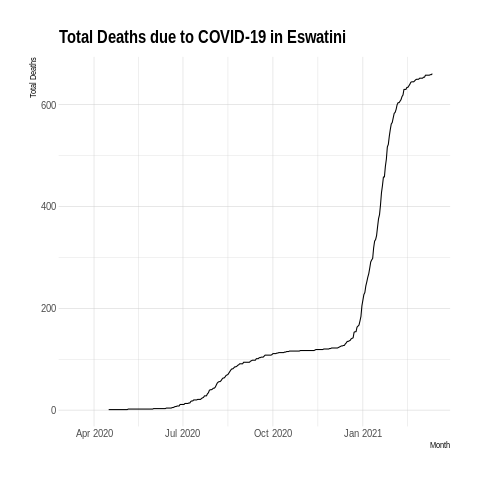 Total Deaths due to COVID-19 in Eswatini
Total Deaths
600
400
200
0
Apr 2020 Jul 2020 Oct 2020 Jan 2021
Month